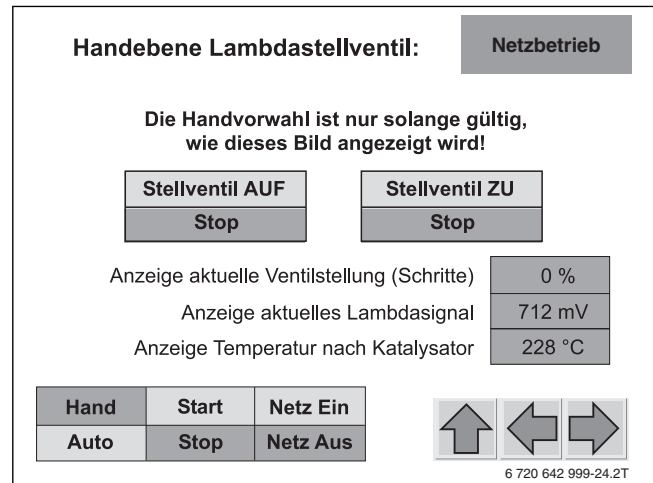 Handebene Lambdastellventil:
Netzbetrieb
Die Handvorwahl ist nur solange gültig,
wie dieses Bild angezeigt wird!
Stellventil AUF
Stop
Stellventil ZU
Stop
Anzeige aktuelle Ventilstellung (Schritte) 0 %
Anzeige aktuelles Lambdasignal 712 mV
Anzeige Temperatur nach Katalysator 228 °C
Hand Start Netz Ein
Auto Stop Netz Aus
6 720 642 999-24.2T